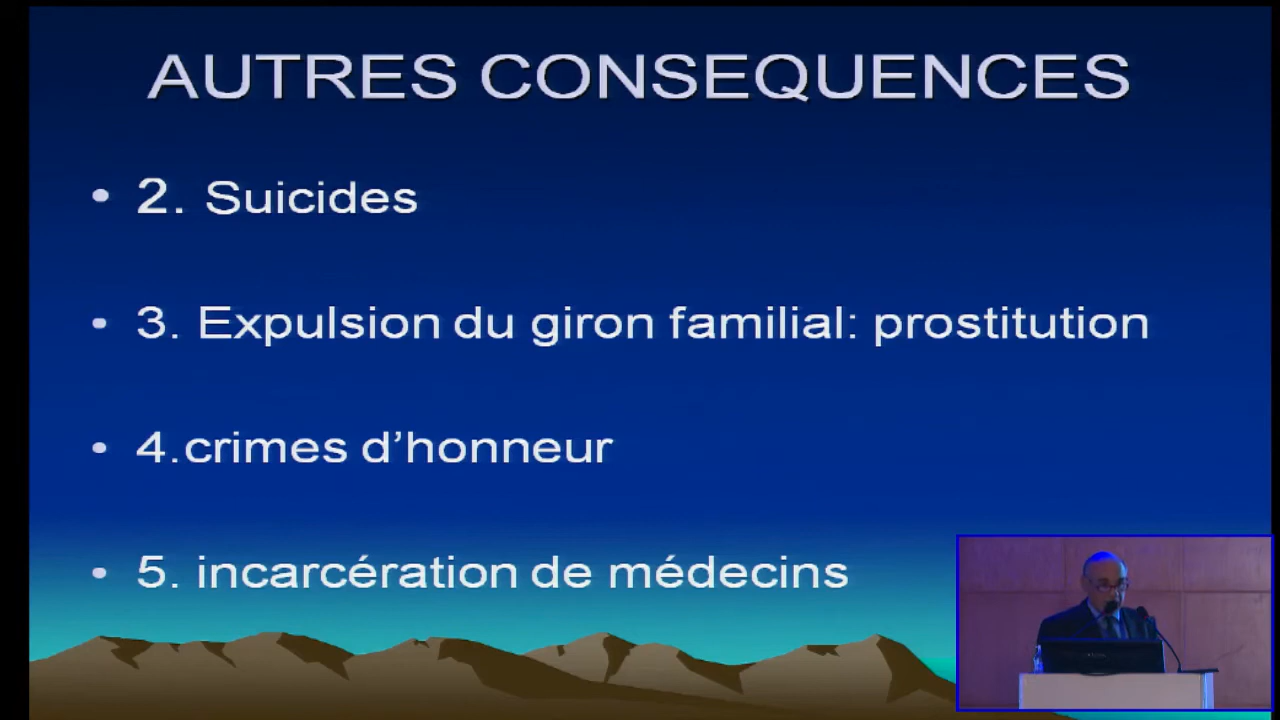 AUTRES CONSEQUENCES
• 2. Suicides
• 3. Expulsion du giron familial: prostitution
• 4.crimes d’honneur
• 5. incarcération de médecins